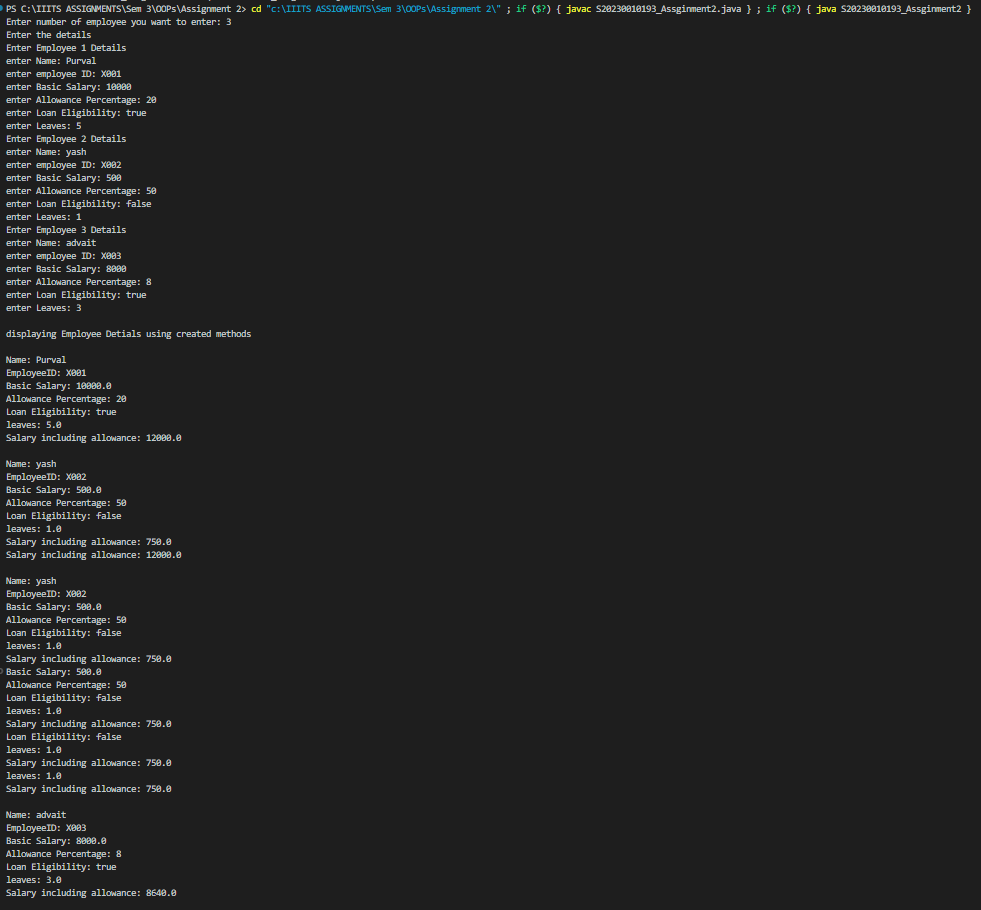 PS C:\IIITS ASSIGNMENTS\Sem 3\OOPs\Assignment 2> cd "c:\IIITS ASSIGNMENTS\Sem 3\OOPs\Assignment 2\" ; if ($?) { javac S20230010193_Assginment2.java } ; if ($?) { java S20230010193_Assginment2 }
Enter number of employee you want to enter: 3
Enter the details
Enter Employee 1 Details
enter Name: Purval
enter employee ID: X001
enter Basic Salary: 10000
enter Allowance Percentage: 20
enter Loan Eligibility: true
enter Leaves: 5
Enter Employee 2 Details
enter Name: yash
enter employee ID: X002
enter Basic Salary: 500
enter Allowance Percentage: 50
enter Loan Eligibility: false
enter Leaves: 1
Enter Employee 3 Details
enter Name: advait
enter employee ID: X003
enter Basic Salary: 8000
enter Allowance Percentage: 8
enter Loan Eligibility: true
enter Leaves: 3
displaying Employee Detials using created methods
Name: Purval
EmployeeID: X001
Basic Salary: 10000.0
Allowance Percentage: 20
Loan Eligibility: true
leaves: 5.0
Salary including allowance: 12000.0
Name: yash
EmployeeID: X002
Basic Salary: 500.0
Allowance Percentage: 50
Loan Eligibility: false
leaves: 1.0
Salary including allowance: 750.0
Salary including allowance: 12000.0
Name: yash
EmployeeID: X002
Basic Salary: 500.0
Allowance Percentage: 50
Loan Eligibility: false
leaves: 1.0
Salary including allowance: 750.0
Basic Salary: 500.0
Allowance Percentage: 50
Loan Eligibility: false
leaves: 1.0
Salary including allowance: 750.0
Loan Eligibility: false
leaves: 1.0
Salary including allowance: 750.0
leaves: 1.0
Salary including allowance: 750.0
Name: advait
EmployeeID: X003
Basic Salary: 8000.0
Allowance Percentage: 8
Loan Eligibility: true
leaves: 3.0
Salary including allowance: 8640.0